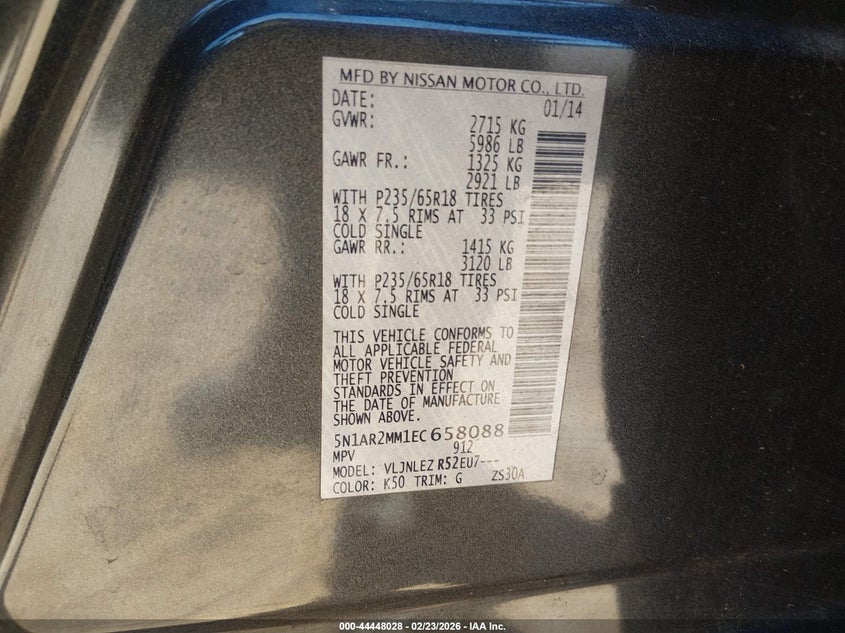 MFD BY NISSAN MOTOR CO., LTD.
DATE: 01/14
GVWR: 2715 KG
5986 LB
GAWR FR.: 1325 KG
2921 LB
WITH P235/65R18 TIRES
18 X 7.5 RIMS AT 33 PSI
COLD SINGLE
GAWR RR.: 1415 KG
3120 LB
WITH P235/65R18 TIRES
18 X 7.5 RIMS AT 33 PSI
COLD SINGLE
THIS VEHICLE CONFORMS TO
ALL APPLICABLE FEDERAL
MOTOR VEHICLE SAFETY AND
THEFT PREVENTION
STANDARDS IN EFFECT ON
THE DATE OF MANUFACTURE
SHOWN ABOVE.
5N1AR2MM1EC658088
MPV 912
MODEL: VLJNLEZ R52EU7---
COLOR: K50 TRIM: G ZS30A
000-44448028 - 02/23/2026 - IAA Inc.